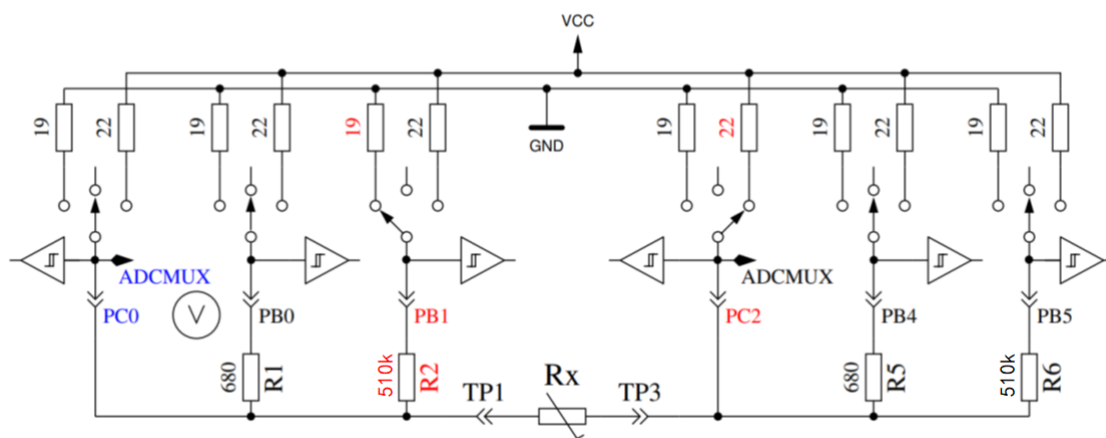 VCC
19
22
19
22
19
22
GND
19
22
19
22
19
22
ADCMUX
ADCMUX
PC0
V
PB0
PB1
PC2
PB4
PB5
680
R1
510k
R2
TP1
Rx
TP3
680
R5
510k
R6